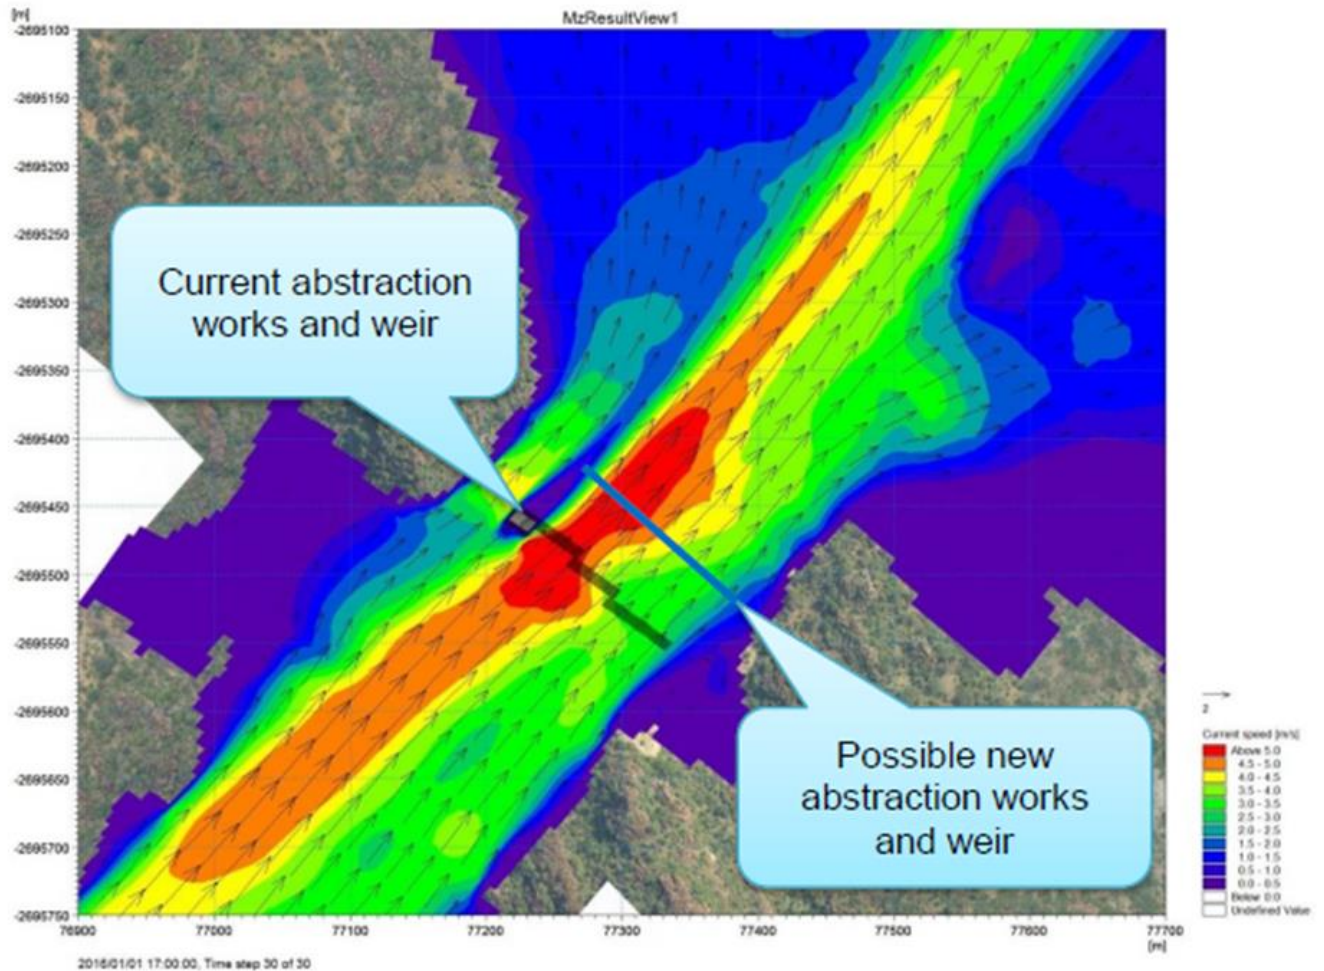 [m]
MzResultView1
-2695100
-2695150
-2695200
-2695250
-2695300
-2695350
-2695400
-2695450
-2695500
-2695550
-2695600
-2695650
-2695700
-2695750
Current abstraction
works and weir
Possible new
abstraction works
and weir
2
Current speed [m/s]
Above 5.0
4.5 - 5.0
4.0 - 4.5
3.5 - 4.0
3.0 - 3.5
2.5 - 3.0
2.0 - 2.5
1.5 - 2.0
1.0 - 1.5
0.5 - 1.0
0.0 - 0.5
Below 0.0
Undefined Value
76900 77000 77100 77200 77300 77400 77500 77600 77700
[m]
2016/01/01 17:00:00, Time step 30 of 30